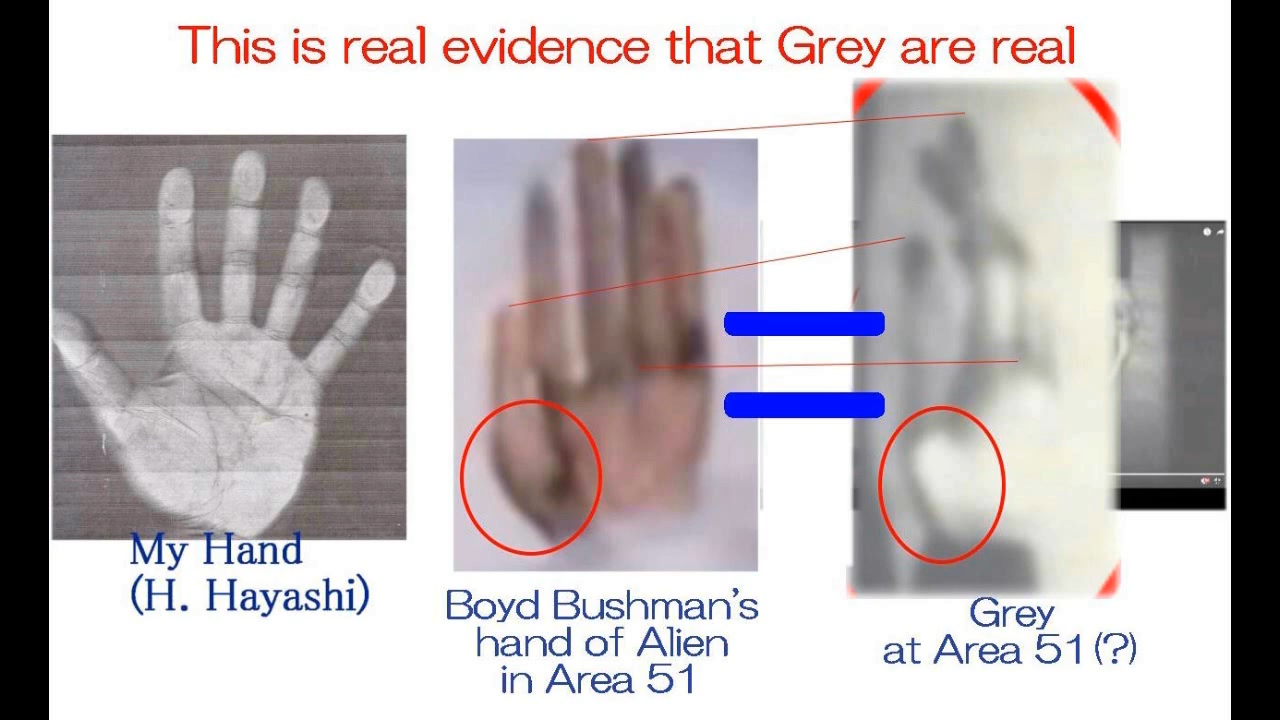 This is real evidence that Grey are real
My Hand
(H. Hayashi)
Boyd Bushman's
hand of Alien
in Area 51
Grey
at Area 51 (?)